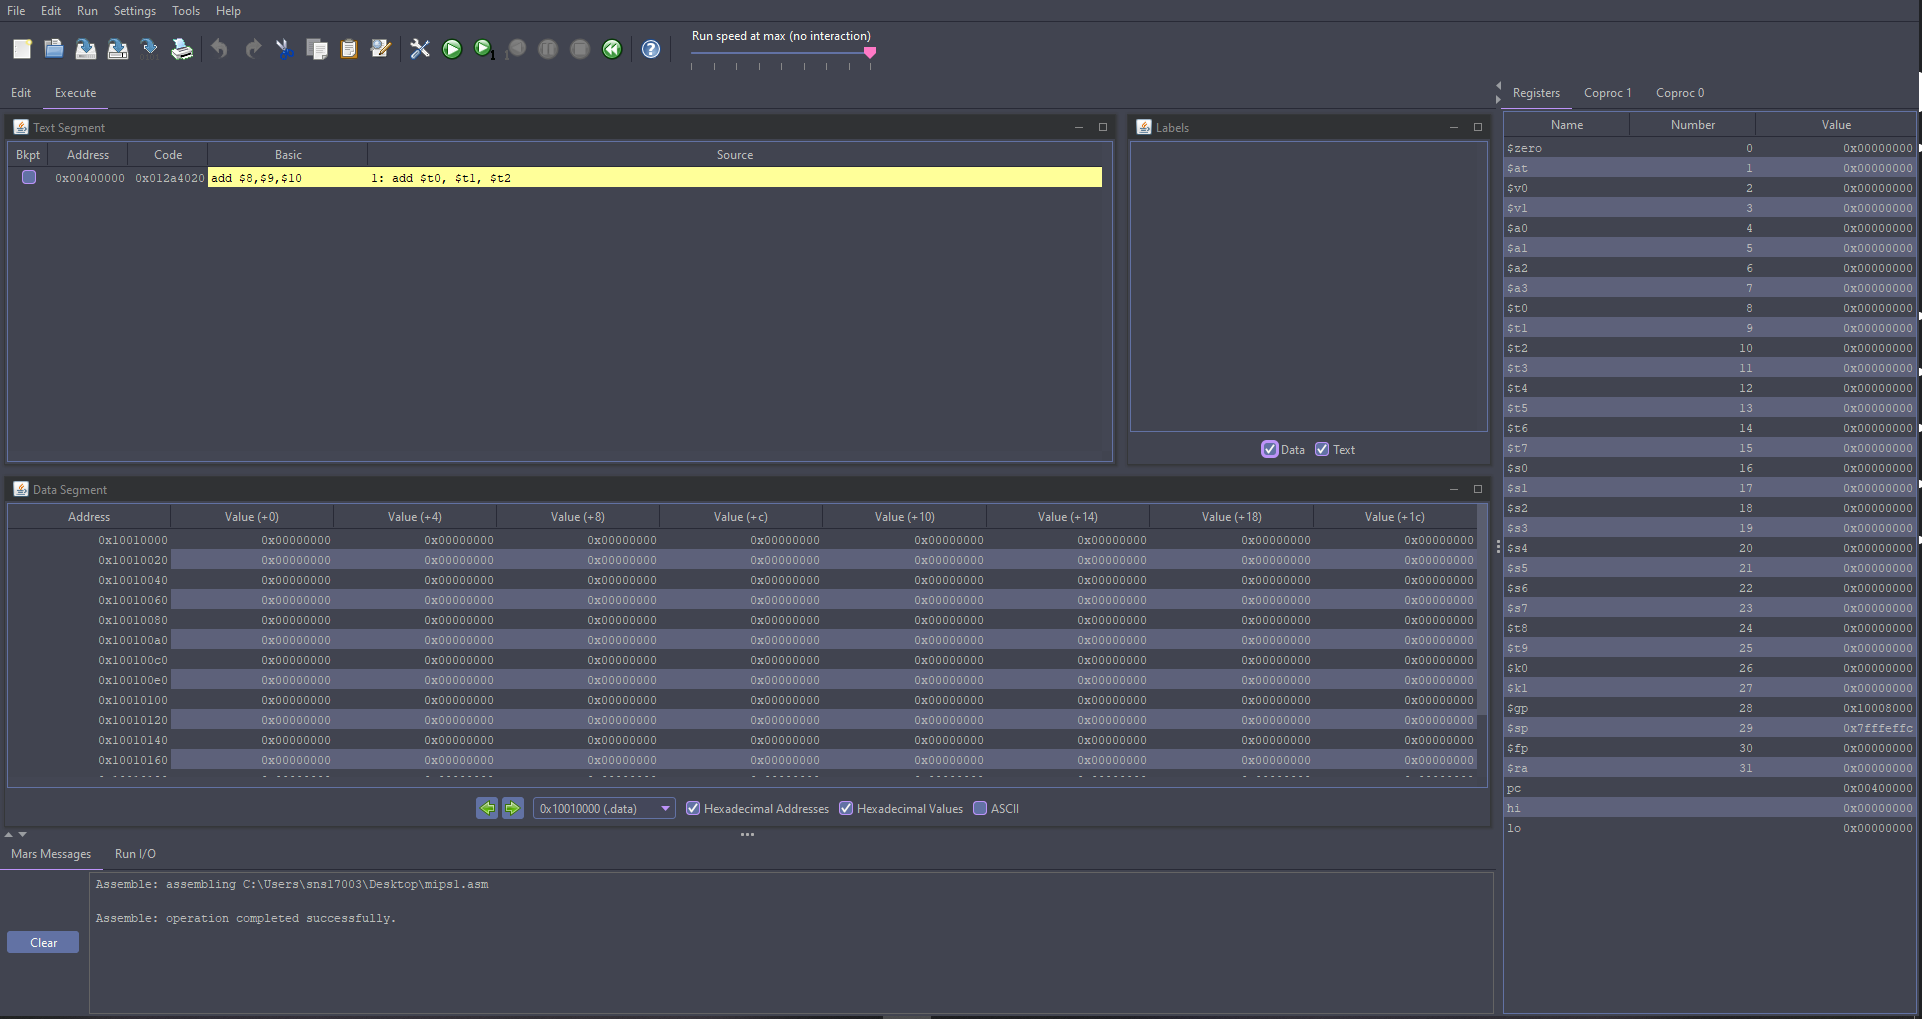 File Edit Run Settings Tools Help
Run speed at max (no interaction)
Edit Execute
Text Segment
Bkpt Address Code Basic Source
0x00400000 0x012a4020 add $8,$9,$10 1: add $t0, $t1, $t2
Labels
Data Text
Data Segment
Address Value (+0) Value (+4) Value (+8) Value (+c) Value (+10) Value (+14) Value (+18) Value (+1c)
0x10010000 0x00000000 0x00000000 0x00000000 0x00000000 0x00000000 0x00000000 0x00000000 0x00000000
0x10010020 0x00000000 0x00000000 0x00000000 0x00000000 0x00000000 0x00000000 0x00000000 0x00000000
0x10010040 0x00000000 0x00000000 0x00000000 0x00000000 0x00000000 0x00000000 0x00000000 0x00000000
0x10010060 0x00000000 0x00000000 0x00000000 0x00000000 0x00000000 0x00000000 0x00000000 0x00000000
0x10010080 0x00000000 0x00000000 0x00000000 0x00000000 0x00000000 0x00000000 0x00000000 0x00000000
0x100100a0 0x00000000 0x00000000 0x00000000 0x00000000 0x00000000 0x00000000 0x00000000 0x00000000
0x100100c0 0x00000000 0x00000000 0x00000000 0x00000000 0x00000000 0x00000000 0x00000000 0x00000000
0x100100e0 0x00000000 0x00000000 0x00000000 0x00000000 0x00000000 0x00000000 0x00000000 0x00000000
0x10010100 0x00000000 0x00000000 0x00000000 0x00000000 0x00000000 0x00000000 0x00000000 0x00000000
0x10010120 0x00000000 0x00000000 0x00000000 0x00000000 0x00000000 0x00000000 0x00000000 0x00000000
0x10010140 0x00000000 0x00000000 0x00000000 0x00000000 0x00000000 0x00000000 0x00000000 0x00000000
0x10010160 0x00000000 0x00000000 0x00000000 0x00000000 0x00000000 0x00000000 0x00000000 0x00000000
0x10010000 (.data) Hexadecimal Addresses Hexadecimal Values ASCII
Mars Messages Run I/O
Assemble: assembling C:\Users\sns17003\Desktop\mips1.asm
Assemble: operation completed successfully.
Clear
Registers Coproc 1 Coproc 0
Name Number Value
$zero 0 0x00000000
$at 1 0x00000000
$v0 2 0x00000000
$v1 3 0x00000000
$a0 4 0x00000000
$a1 5 0x00000000
$a2 6 0x00000000
$a3 7 0x00000000
$t0 8 0x00000000
$t1 9 0x00000000
$t2 10 0x00000000
$t3 11 0x00000000
$t4 12 0x00000000
$t5 13 0x00000000
$t6 14 0x00000000
$t7 15 0x00000000
$s0 16 0x00000000
$s1 17 0x00000000
$s2 18 0x00000000
$s3 19 0x00000000
$s4 20 0x00000000
$s5 21 0x00000000
$s6 22 0x00000000
$s7 23 0x00000000
$t8 24 0x00000000
$t9 25 0x00000000
$k0 26 0x00000000
$k1 27 0x00000000
$gp 28 0x10008000
$sp 29 0x7fffeffc
$fp 30 0x00000000
$ra 31 0x00000000
pc 0x00400000
hi 0x00000000
lo 0x00000000